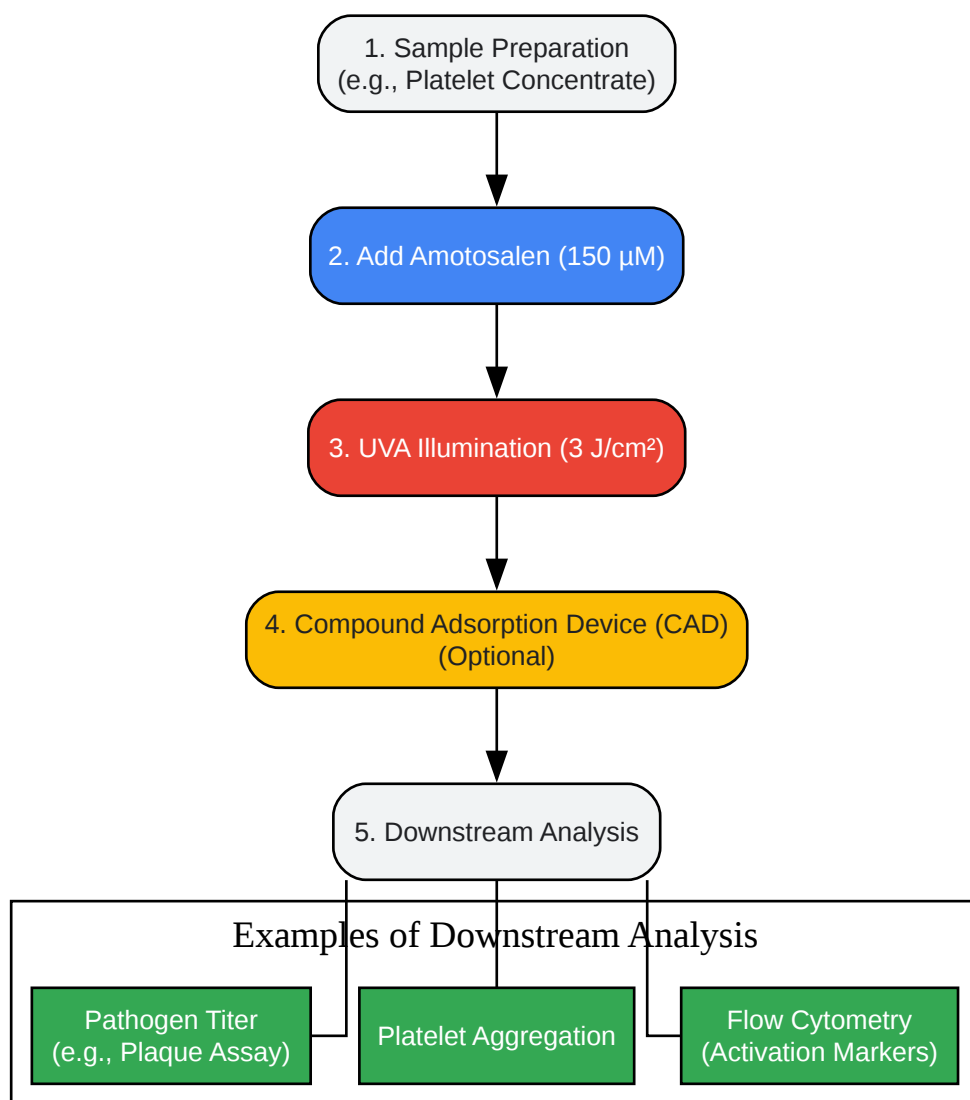 1. Sample Preparation
(e.g., Platelet Concentrate)
2. Add Amotosalen (150 µM)
3. UVA Illumination (3 J/cm²)
4. Compound Adsorption Device (CAD)
(Optional)
5. Downstream Analysis
Examples of Downstream Analysis
Pathogen Titer
(e.g., Plaque Assay)
Platelet Aggregation
Flow Cytometry
(Activation Markers)